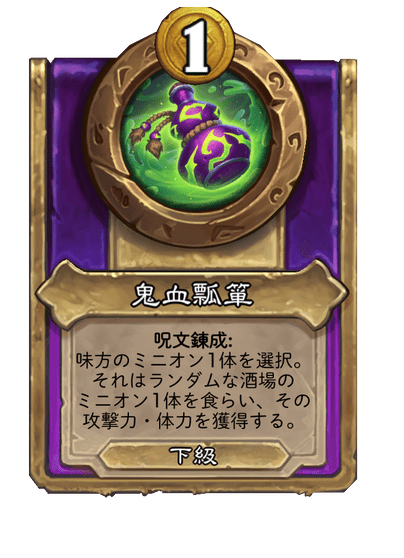 1
鬼血瓢箪
呪文錬成:
味方のミニオン1体を選択。
それはランダムな酒場の
ミニオン1体を食らい、その
攻撃力・体力を獲得する。
下級